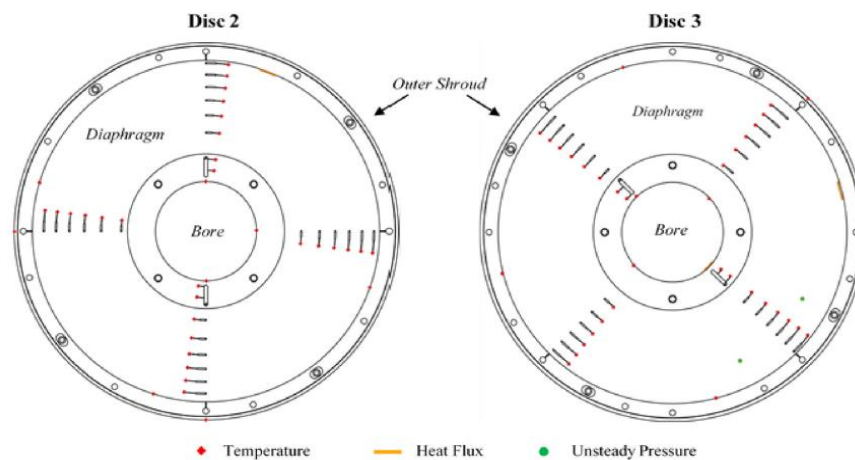 Disc 2
Disc 3
Outer Shroud
Diaphragm
Diaphragm
Bore
Bore
Temperature
Heat Flux
Unsteady Pressure